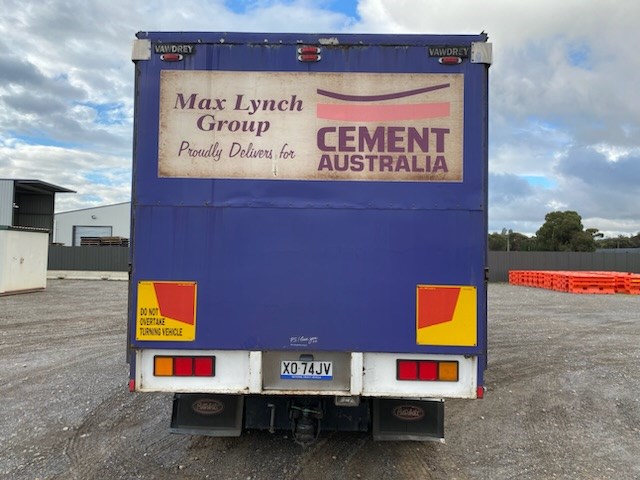 VAWDREY
VAWDREY
Max Lynch
Group
Proudly Delivers for
CEMENT
AUSTRALIA
DO NOT
OVERTAKE
TURNING VEHICLE
XO 74JV